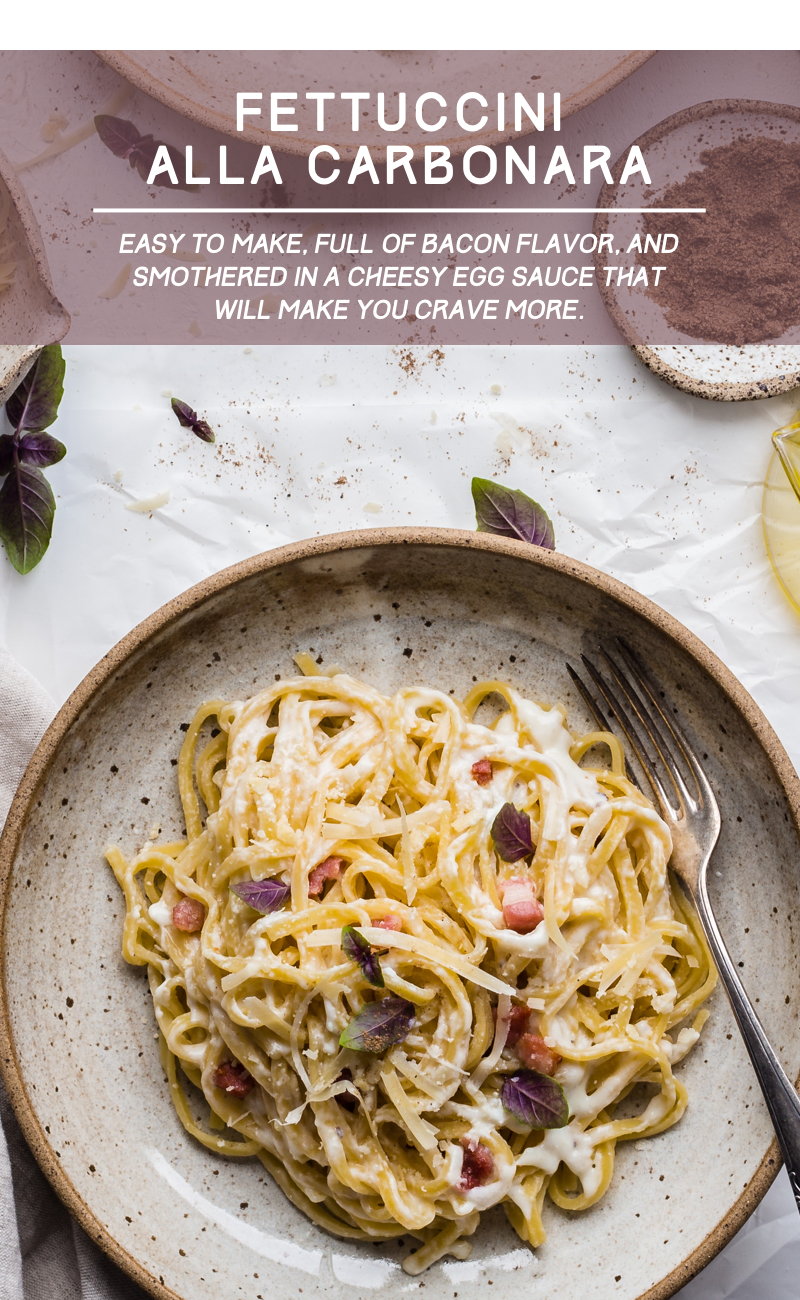 FETTUCCINI
ALLA CARBONARA
EASY TO MAKE, FULL OF BACON FLAVOR, AND
SMOTHERED IN A CHEESY EGG SAUCE THAT
WILL MAKE YOU CRAVE MORE.